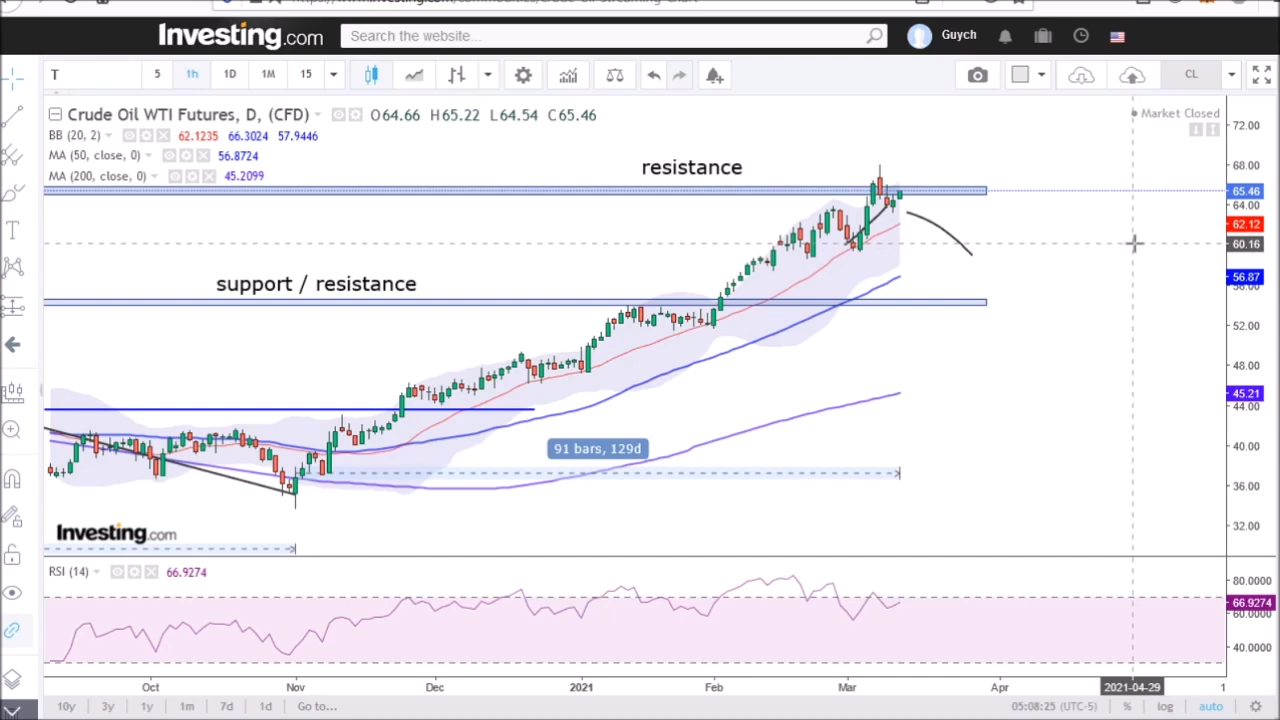 Investing.com
Search the website...
Guych
T 5 1h 1D 1M 15 CL
Crude Oil WTI Futures, D, (CFD) O64.66 H65.22 L64.54 C65.46
Market Closed
BB (20, 2) 62.1235 66.3024 57.9446
MA (50, close, 0) 56.8724
MA (200, close, 0) 45.2099
resistance
support / resistance
91 bars, 129d
72.00
68.00
65.46
64.00
62.12
60.16
56.87
56.00
52.00
48.00
45.21
44.00
40.00
36.00
32.00
Investing.com
RSI (14) 66.9274
80.0000
66.9274
60.0000
40.0000
Oct Nov Dec 2021 Feb Mar Apr 2021-04-29 1
10y 3y 1y 1m 7d 1d Go to... 05:08:25 (UTC-5) % log auto